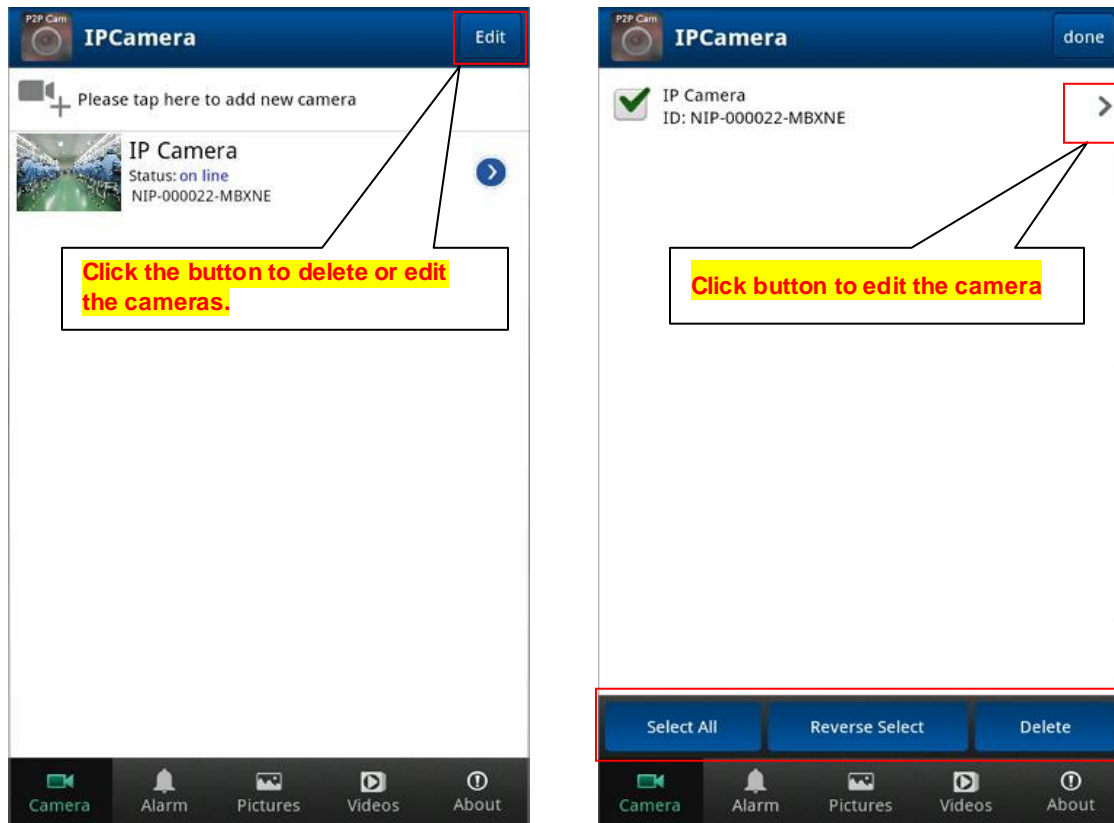 P2P Cam
IPCamera
Edit
Please tap here to add new camera
IP Camera
Status: on line
NIP-000022-MBXNE
Click the button to delete or edit
the cameras.
Camera
Alarm
Pictures
Videos
About
P2P Cam
IPCamera
done
IP Camera
ID: NIP-000022-MBXNE
Click button to edit the camera
Select All
Reverse Select
Delete
Camera
Alarm
Pictures
Videos
About